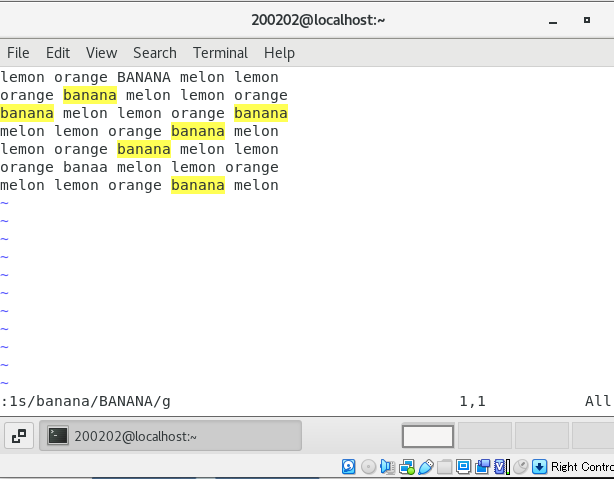 200202@localhost:~
File Edit View Search Terminal Help
lemon orange BANANA melon lemon
orange banana melon lemon orange
banana melon lemon orange banana
melon lemon orange banana melon
lemon orange banana melon lemon
orange banaa melon lemon orange
melon lemon orange banana melon
~
~
~
~
~
~
~
~
~
~
~
:1s/banana/BANANA/g 1,1 All
200202@localhost:~
Right Contro